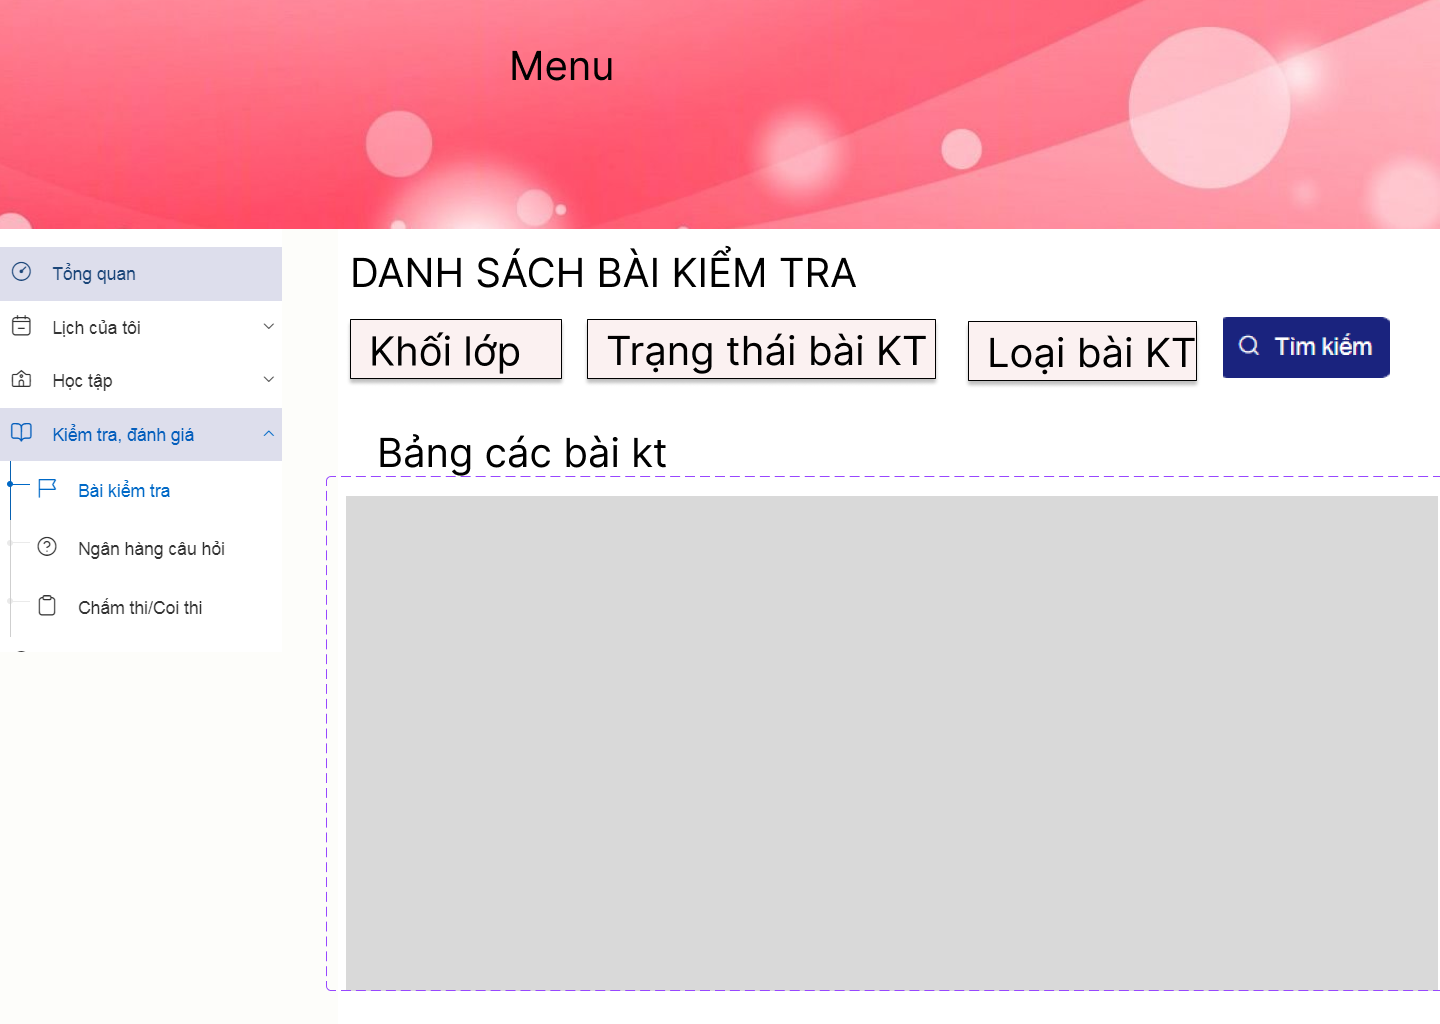 Menu
Tổng quan
Lịch của tôi
Học tập
Kiểm tra, đánh giá
Bài kiểm tra
Ngân hàng câu hỏi
Chấm thi/Coi thi
DANH SÁCH BÀI KIỂM TRA
Khối lớp
Trạng thái bài KT
Loại bài KT
Tìm kiếm
Bảng các bài kt